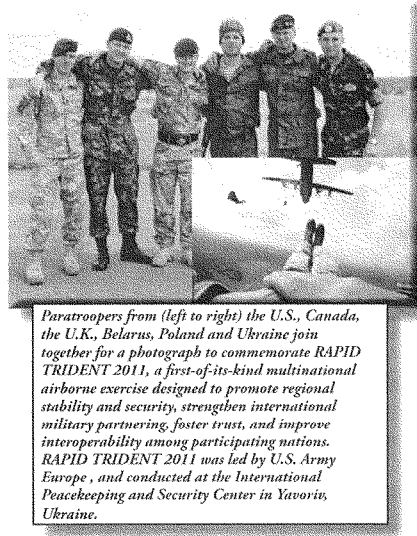 Paratroopers from (left to right) the U.S., Canada,
the U.K., Belarus, Poland and Ukraine join
together for a photograph to commemorate RAPID
TRIDENT 2011, a first-of-its-kind multinational
airborne exercise designed to promote regional
stability and security, strengthen international
military partnering, foster trust, and improve
interoperability among participating nations.
RAPID TRIDENT 2011 was led by U.S. Army
Europe , and conducted at the International
Peacekeeping and Security Center in Yavoriv,
Ukraine.